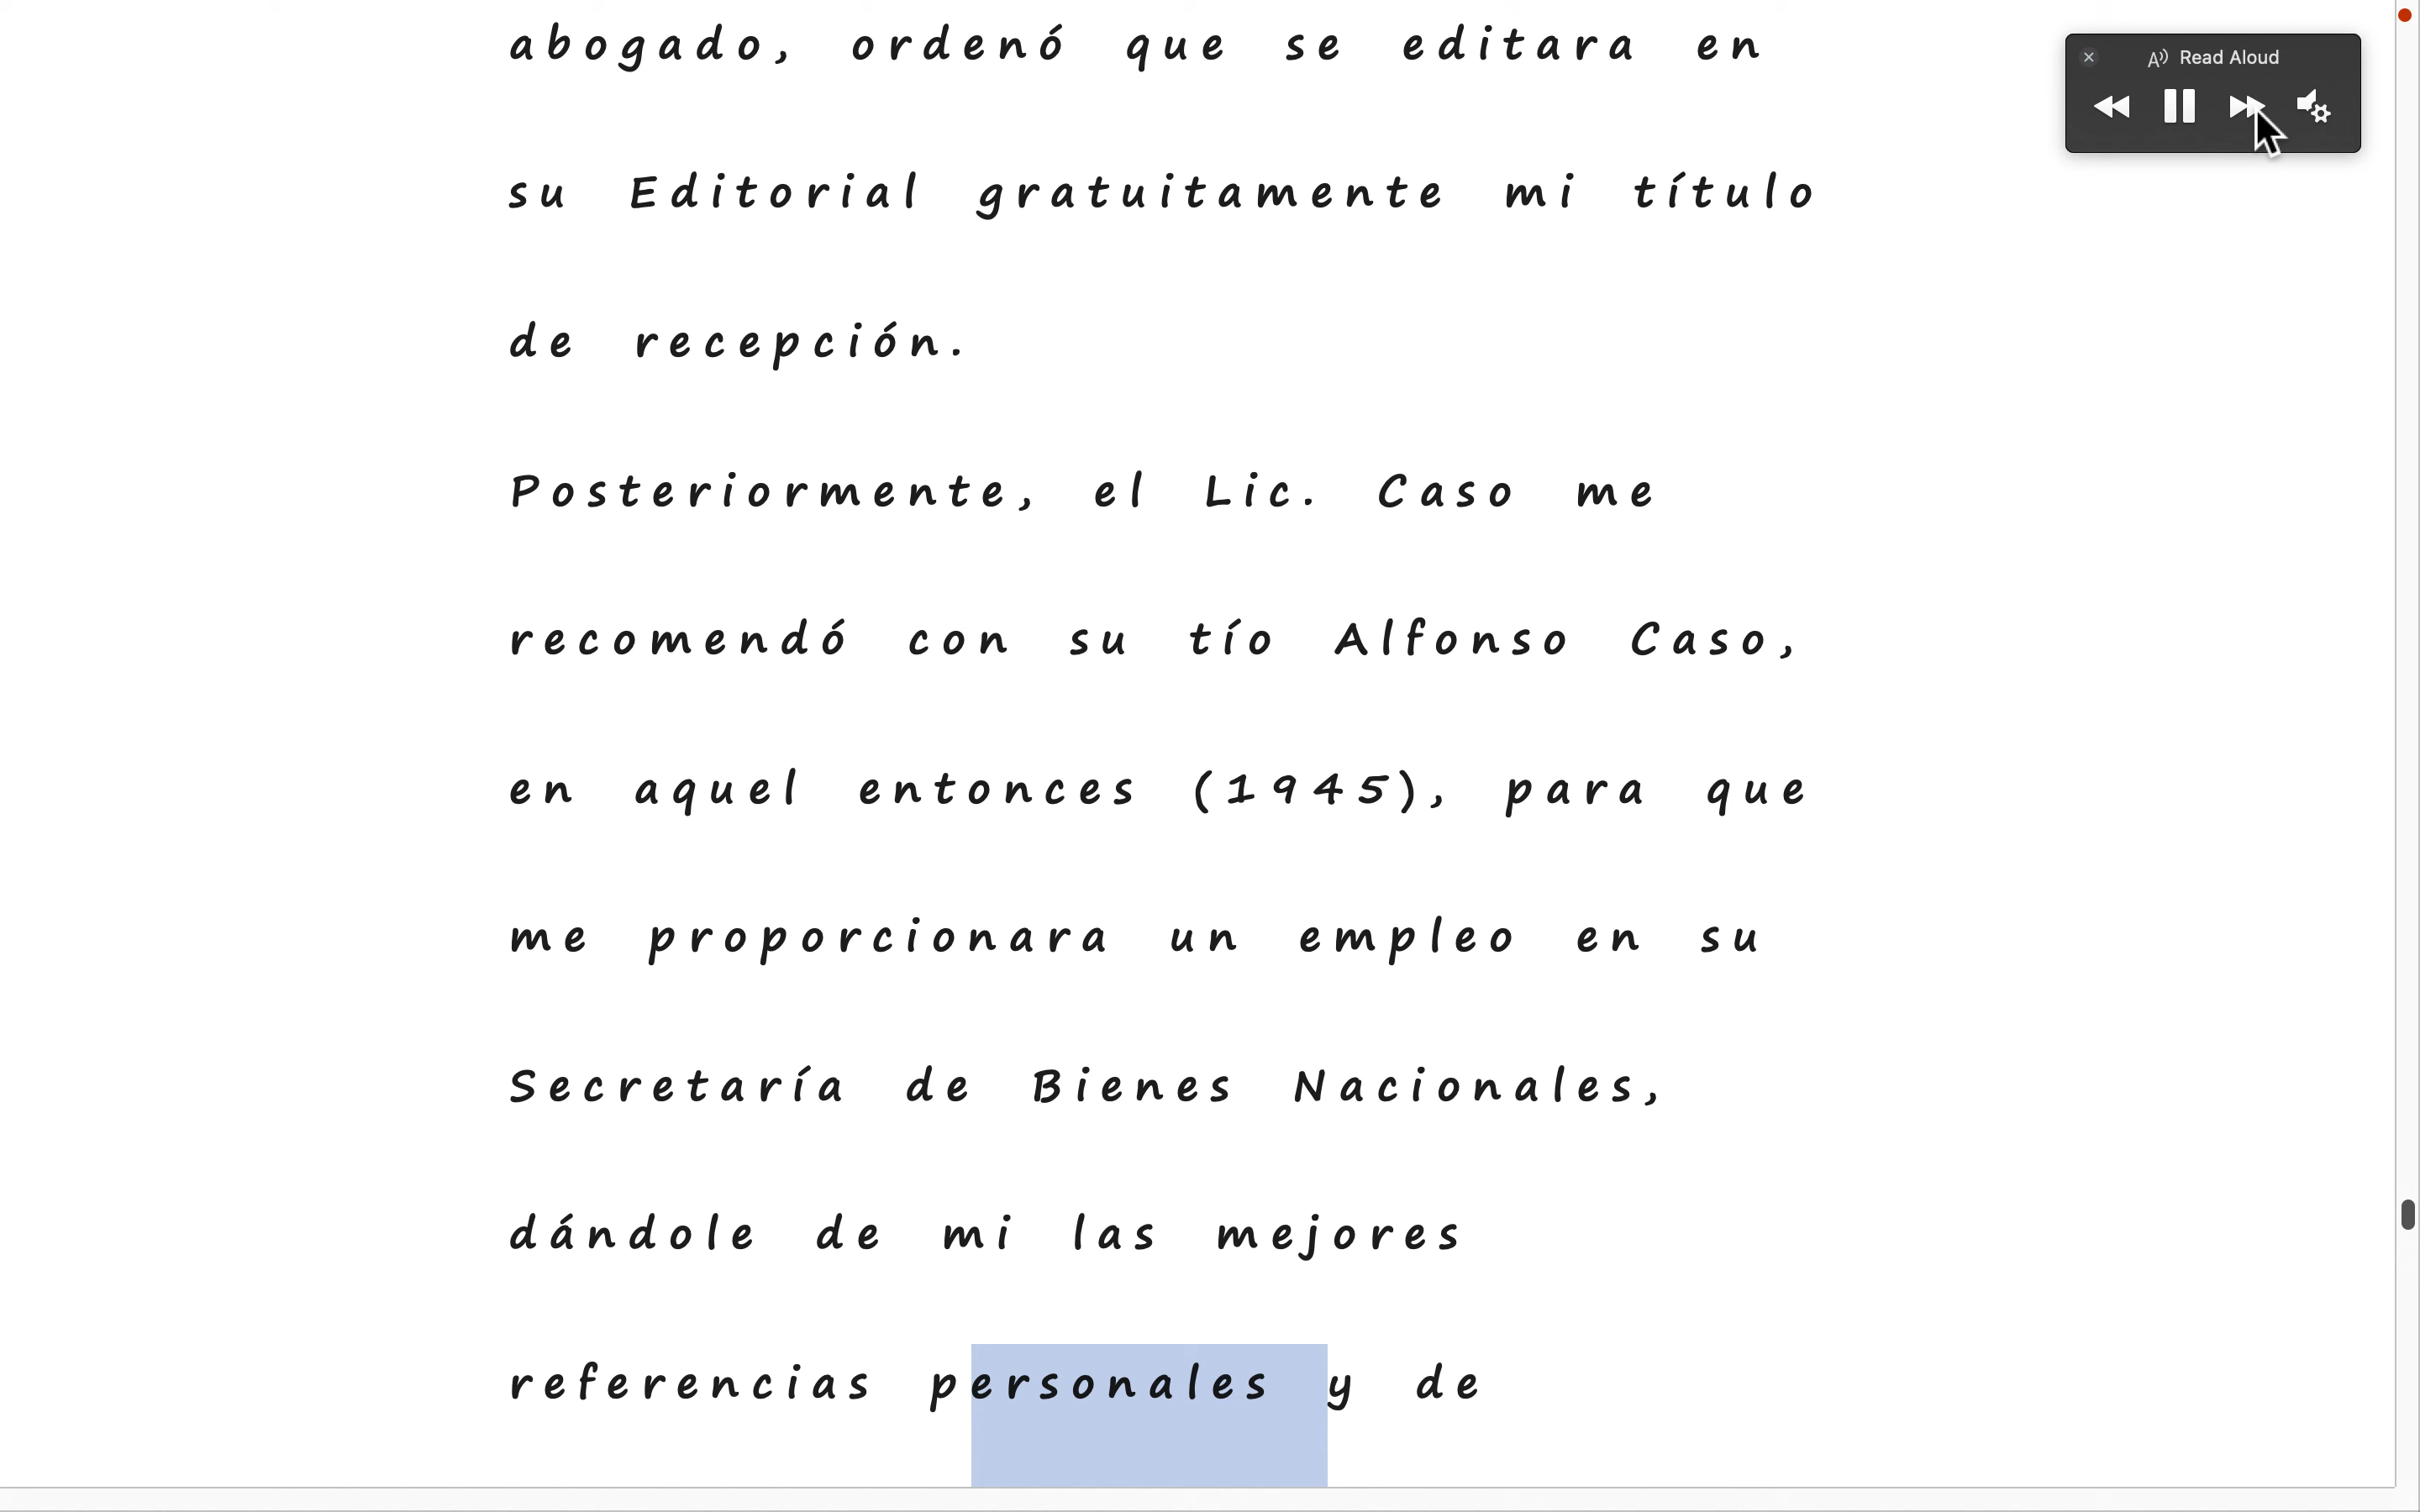 abogado, ordenó que se editara en
Read Aloud
su Editorial gratuitamente mi título
de recepción.
Posteriormente, el Lic. Caso me
recomendó con su tío Alfonso Caso,
en aquel entonces (1945), para que
me proporcionara un empleo en su
Secretaría de Bienes Nacionales,
dándole de mi las mejores
referencias personales y de